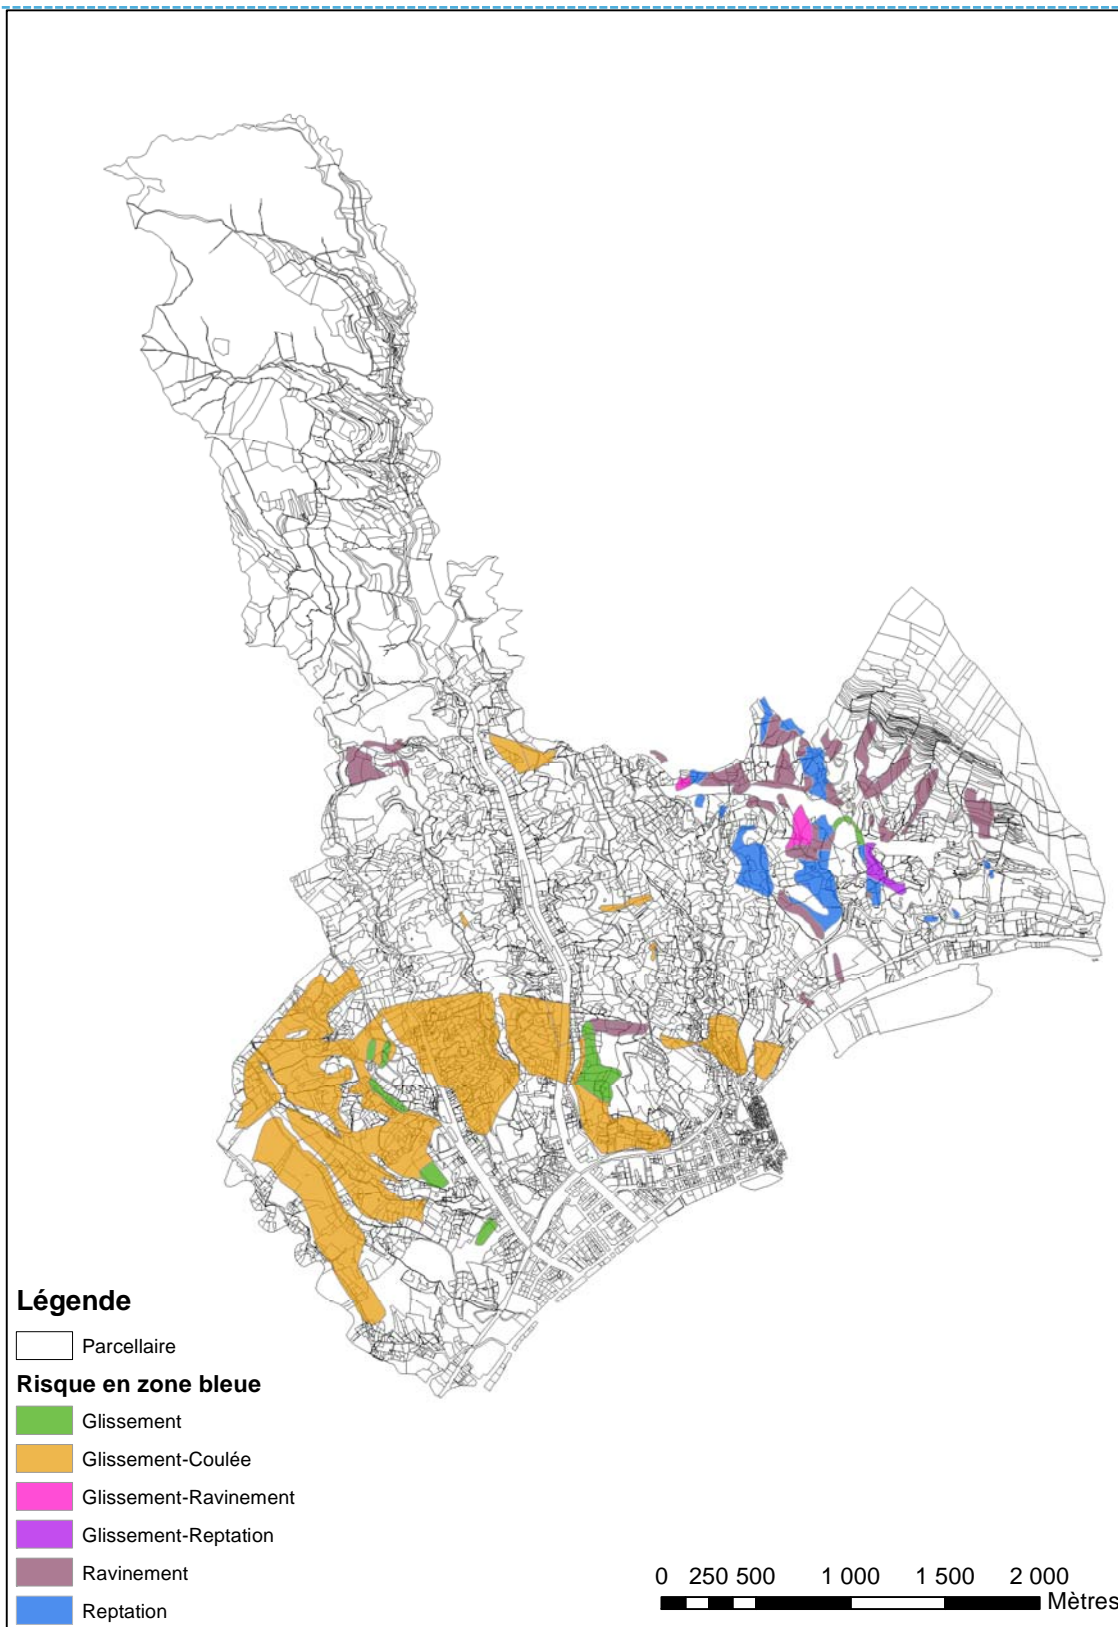 Légende
Parcellaire
Risque en zone bleue
Glissement
Glissement-Coulée
Glissement-Ravinement
Glissement-Reptation
Ravinement
Reptation
0 250 500 1 000 1 500 2 000
Mètres